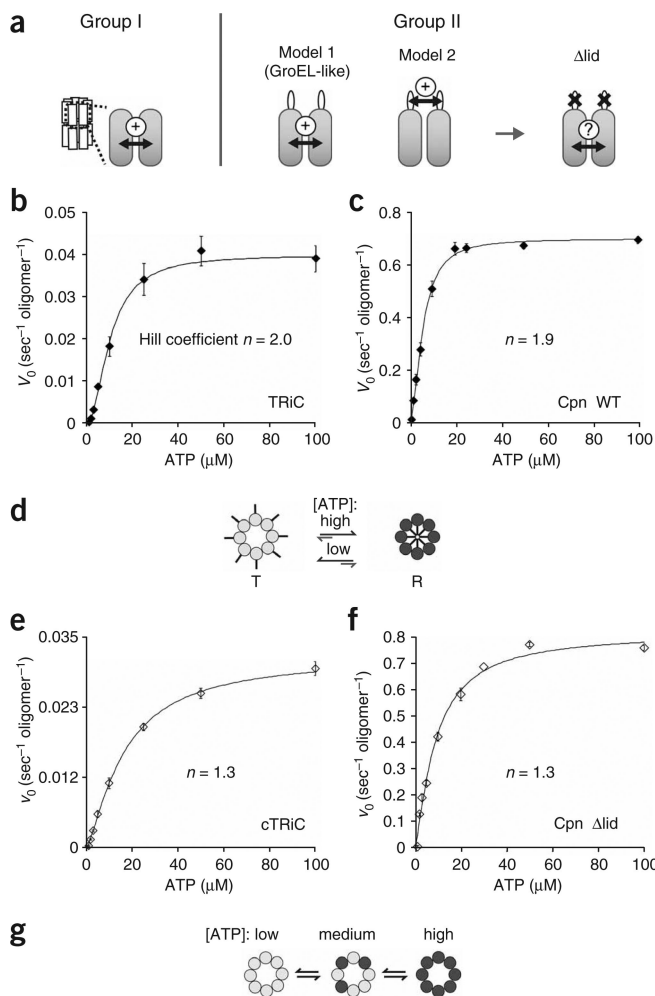 a
Group I
Group II
Model 1
(GroEL-like)
Model 2
Δlid
+
+
+
?
b
0.05
0.04
0.03
0.02
0.01
0
V₀ (sec⁻¹ oligomer⁻¹)
Hill coefficient n = 2.0
TRiC
0 20 40 60 80 100
ATP (μM)
c
0.8
0.6
0.4
0.2
0
V₀ (sec⁻¹ oligomer⁻¹)
n = 1.9
Cpn WT
0 20 40 60 80 100
ATP (μM)
d
[ATP]:
high
low
T
R
e
0.035
0.023
0.012
0
v₀ (sec⁻¹ oligomer⁻¹)
n = 1.3
cTRiC
0 20 40 60 80 100
ATP (μM)
f
0.8
0.7
0.6
0.5
0.4
0.3
0.2
0.1
0
v₀ (sec⁻¹ oligomer⁻¹)
n = 1.3
Cpn Δlid
0 20 40 60 80 100
ATP (μM)
g
[ATP]: low medium high